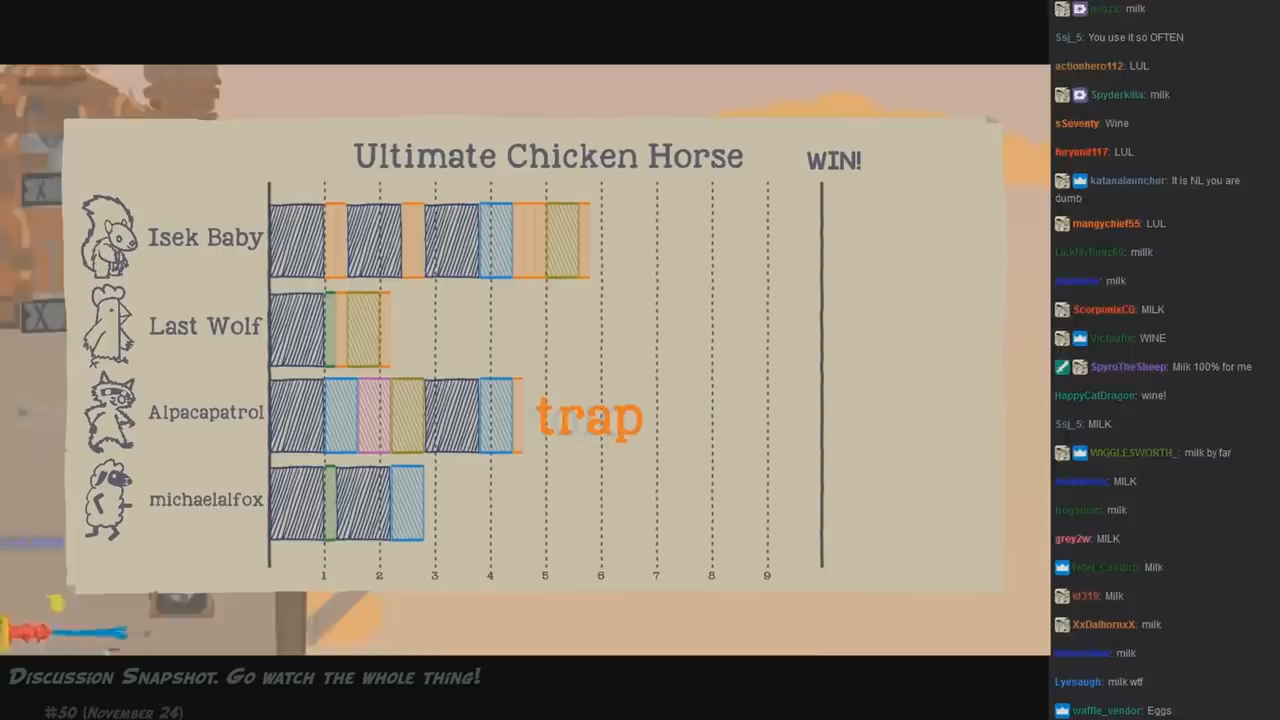 Ultimate Chicken Horse
WIN!
Isek Baby
Last Wolf
Alpacapatrol
trap
michaelalfox
1 2 3 4 5 6 7 8 9
Discussion Snapshot. Go watch the whole thing!
#50 (November 24)
: milk
Ssj_5: You use it so OFTEN
actionhero112: LUL
Spyderkilla: milk
sSeventy: Wine
furyunit117: LUL
katanalauncher: It is NL you are
dumb
mangychief55: LUL
: milk
: milk
ScorponixCG: MILK
Victouffe: WINE
SpyroTheSheep: Milk 100% for me
HappyCatDragon: wine!
Ssj_5: MILK
WIGGLESWORTH_: milk by far
: MILK
: milk
grey2w: MILK
Fidel_Castbro: Milk
: Milk
XxDalhornxX: milk
: milk
Lyesaugh: milk wtf
waffle_vendor: Eggs